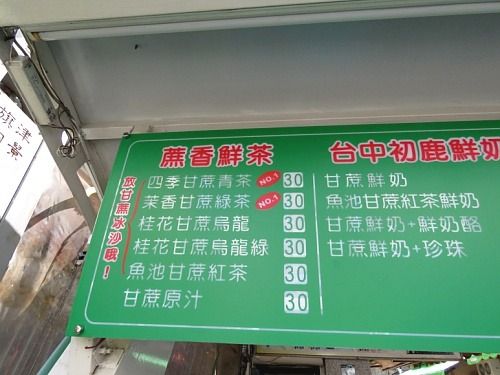 旗津
景
蔗香鮮茶
放甘蔗冰沙哦！
四季甘蔗青茶 NO.1 30
茉香甘蔗綠茶 NO.1 30
桂花甘蔗烏龍 30
桂花甘蔗烏龍綠 30
魚池甘蔗紅茶 30
甘蔗原汁 30
台中初鹿鮮奶
甘蔗鮮奶
魚池甘蔗紅茶鮮奶
甘蔗鮮奶+鮮奶酪
甘蔗鮮奶+珍珠